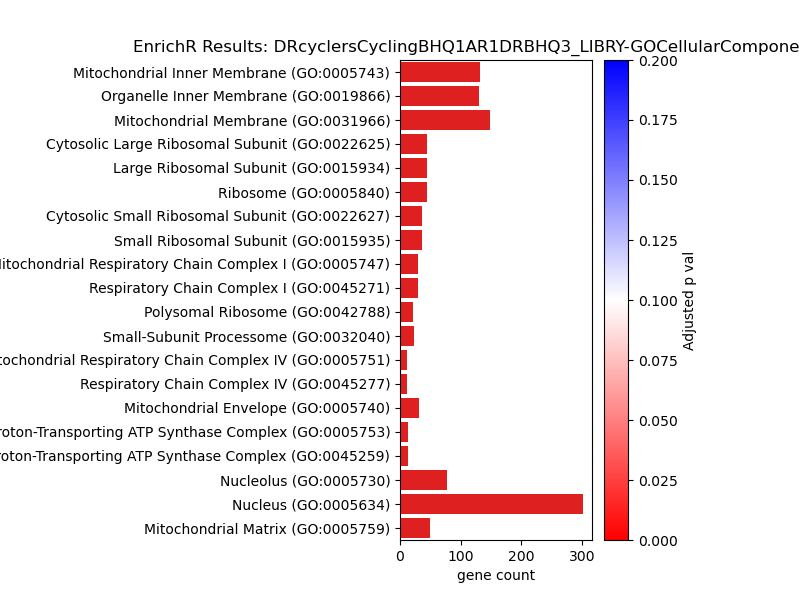 EnrichR Results: DRcyclersCyclingBHQ1AR1DRBHQ3_LIBRY-GOCellularCompone
Mitochondrial Inner Membrane (GO:0005743)
Organelle Inner Membrane (GO:0019866)
Mitochondrial Membrane (GO:0031966)
Cytosolic Large Ribosomal Subunit (GO:0022625)
Large Ribosomal Subunit (GO:0015934)
Ribosome (GO:0005840)
Cytosolic Small Ribosomal Subunit (GO:0022627)
Small Ribosomal Subunit (GO:0015935)
itochondrial Respiratory Chain Complex I (GO:0005747)
Respiratory Chain Complex I (GO:0045271)
Polysomal Ribosome (GO:0042788)
Small-Subunit Processome (GO:0032040)
tochondrial Respiratory Chain Complex IV (GO:0005751)
Respiratory Chain Complex IV (GO:0045277)
Mitochondrial Envelope (GO:0005740)
roton-Transporting ATP Synthase Complex (GO:0005753)
roton-Transporting ATP Synthase Complex (GO:0045259)
Nucleolus (GO:0005730)
Nucleus (GO:0005634)
Mitochondrial Matrix (GO:0005759)
0 100 200 300
gene count
0.200
0.175
0.150
0.125
0.100
0.075
0.050
0.025
0.000
Adjusted p val